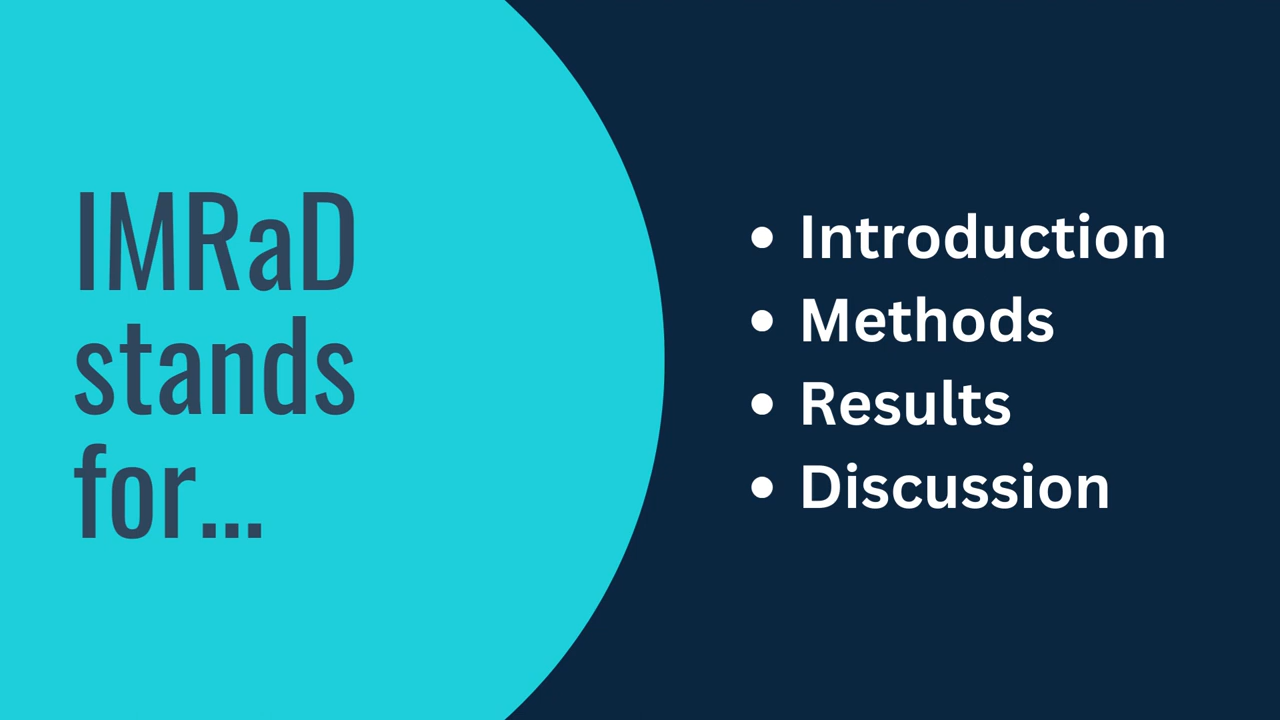 IMRaD
stands
for...
• Introduction
• Methods
• Results
• Discussion